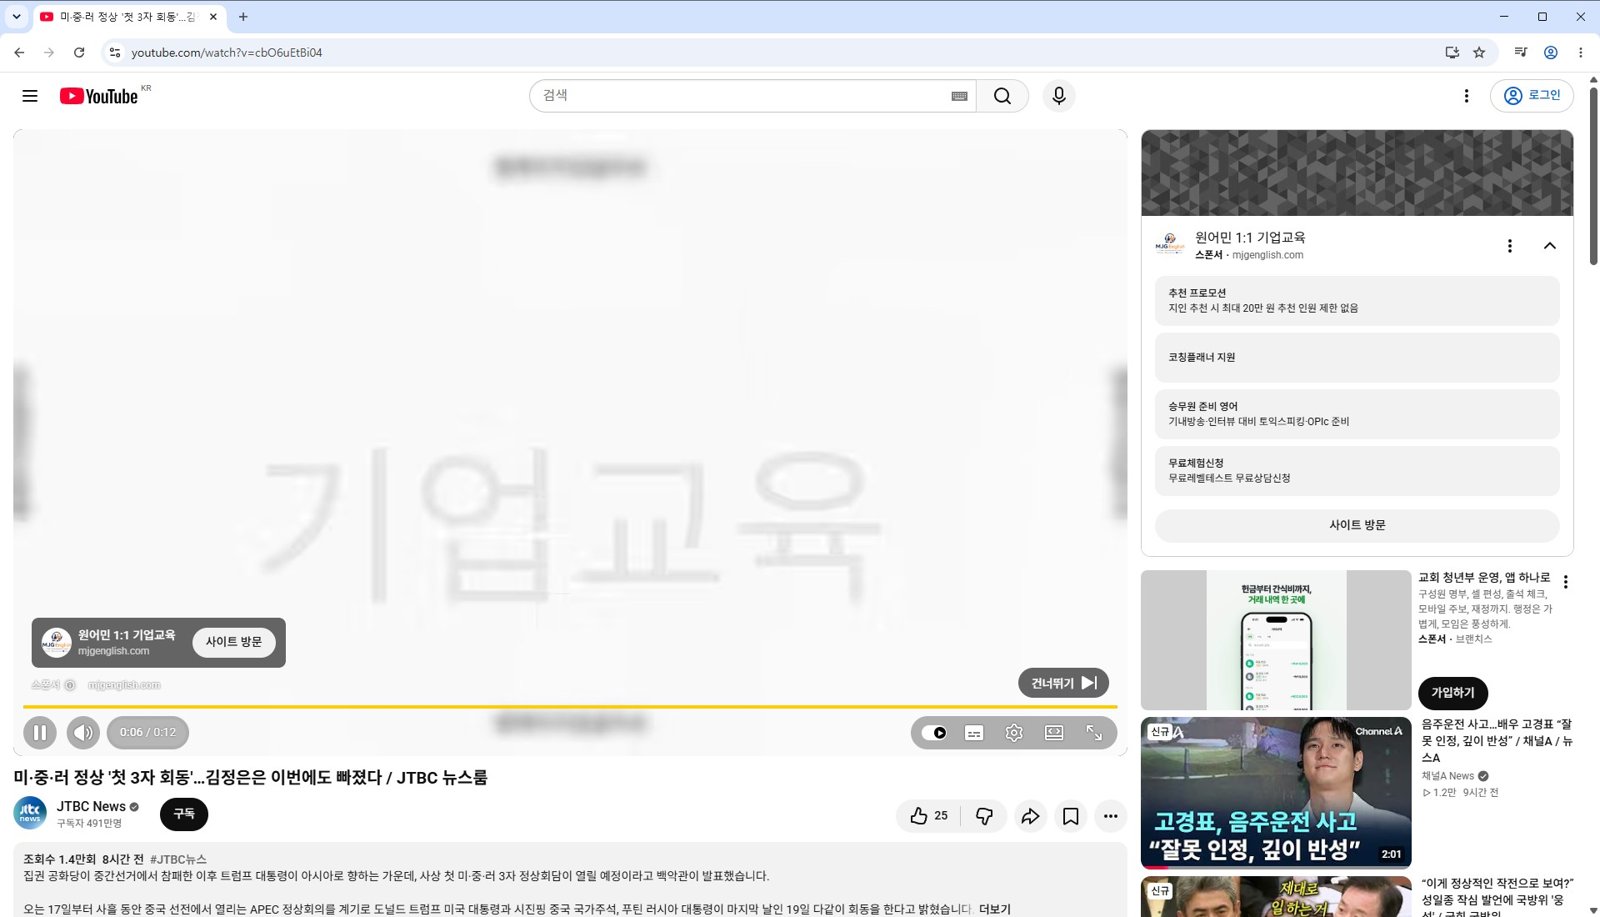 미·중·러 정상 '첫 3자 회동'...김
youtube.com/watch?v=cbO6uEtBi04
YouTube KR
검색
로그인
기업교육
원어민 1:1 기업교육
mjgenglish.com
사이트 방문
스폰서
mjgenglish.com
건너뛰기
0:06 / 0:12
미·중·러 정상 '첫 3자 회동'...김정은은 이번에도 빠졌다 / JTBC 뉴스룸
jtbc news
JTBC News
구독자 491만명
구독
25
조회수 1.4만회 8시간 전 #JTBC뉴스
집권 공화당이 중간선거에서 참패한 이후 트럼프 대통령이 아시아로 향하는 가운데, 사상 첫 미·중·러 3자 정상회담이 열릴 예정이라고 백악관이 발표했습니다.
오는 17일부터 사흘 동안 중국 선전에서 열리는 APEC 정상회의를 계기로 도널드 트럼프 미국 대통령과 시진핑 중국 국가주석, 푸틴 러시아 대통령이 마지막 날인 19일 다같이 회동을 한다고 밝혔습니다. 더보기
원어민 1:1 기업교육
스폰서 · mjgenglish.com
추천 프로모션
지인 추천 시 최대 20만 원 추천 인원 제한 없음
코칭플래너 지원
승무원 준비 영어
기내방송·인터뷰 대비 토익스피킹·OPIc 준비
무료체험신청
무료레벨테스트 무료상담신청
사이트 방문
헌금부터 간식비까지,
거래 내역 한 곳에
교회 청년부 운영, 앱 하나로
구성원 명부, 셀 편성, 출석 체크,
모바일 주보, 재정까지. 행정은 가
볍게, 모임은 풍성하게.
스폰서 · 브랜치스
가입하기
신규
Channel A
고경표, 음주운전 사고
“잘못 인정, 깊이 반성”
2:01
음주운전 사고...배우 고경표 “잘
못 인정, 깊이 반성” / 채널A / 뉴
스A
채널A News
1.2만 9시간 전
신규
제대로
일하는 거
“이게 정상적인 작전으로 보여?”
성일종 작심 발언에 국방위 '웅
성' / 국회 국방위